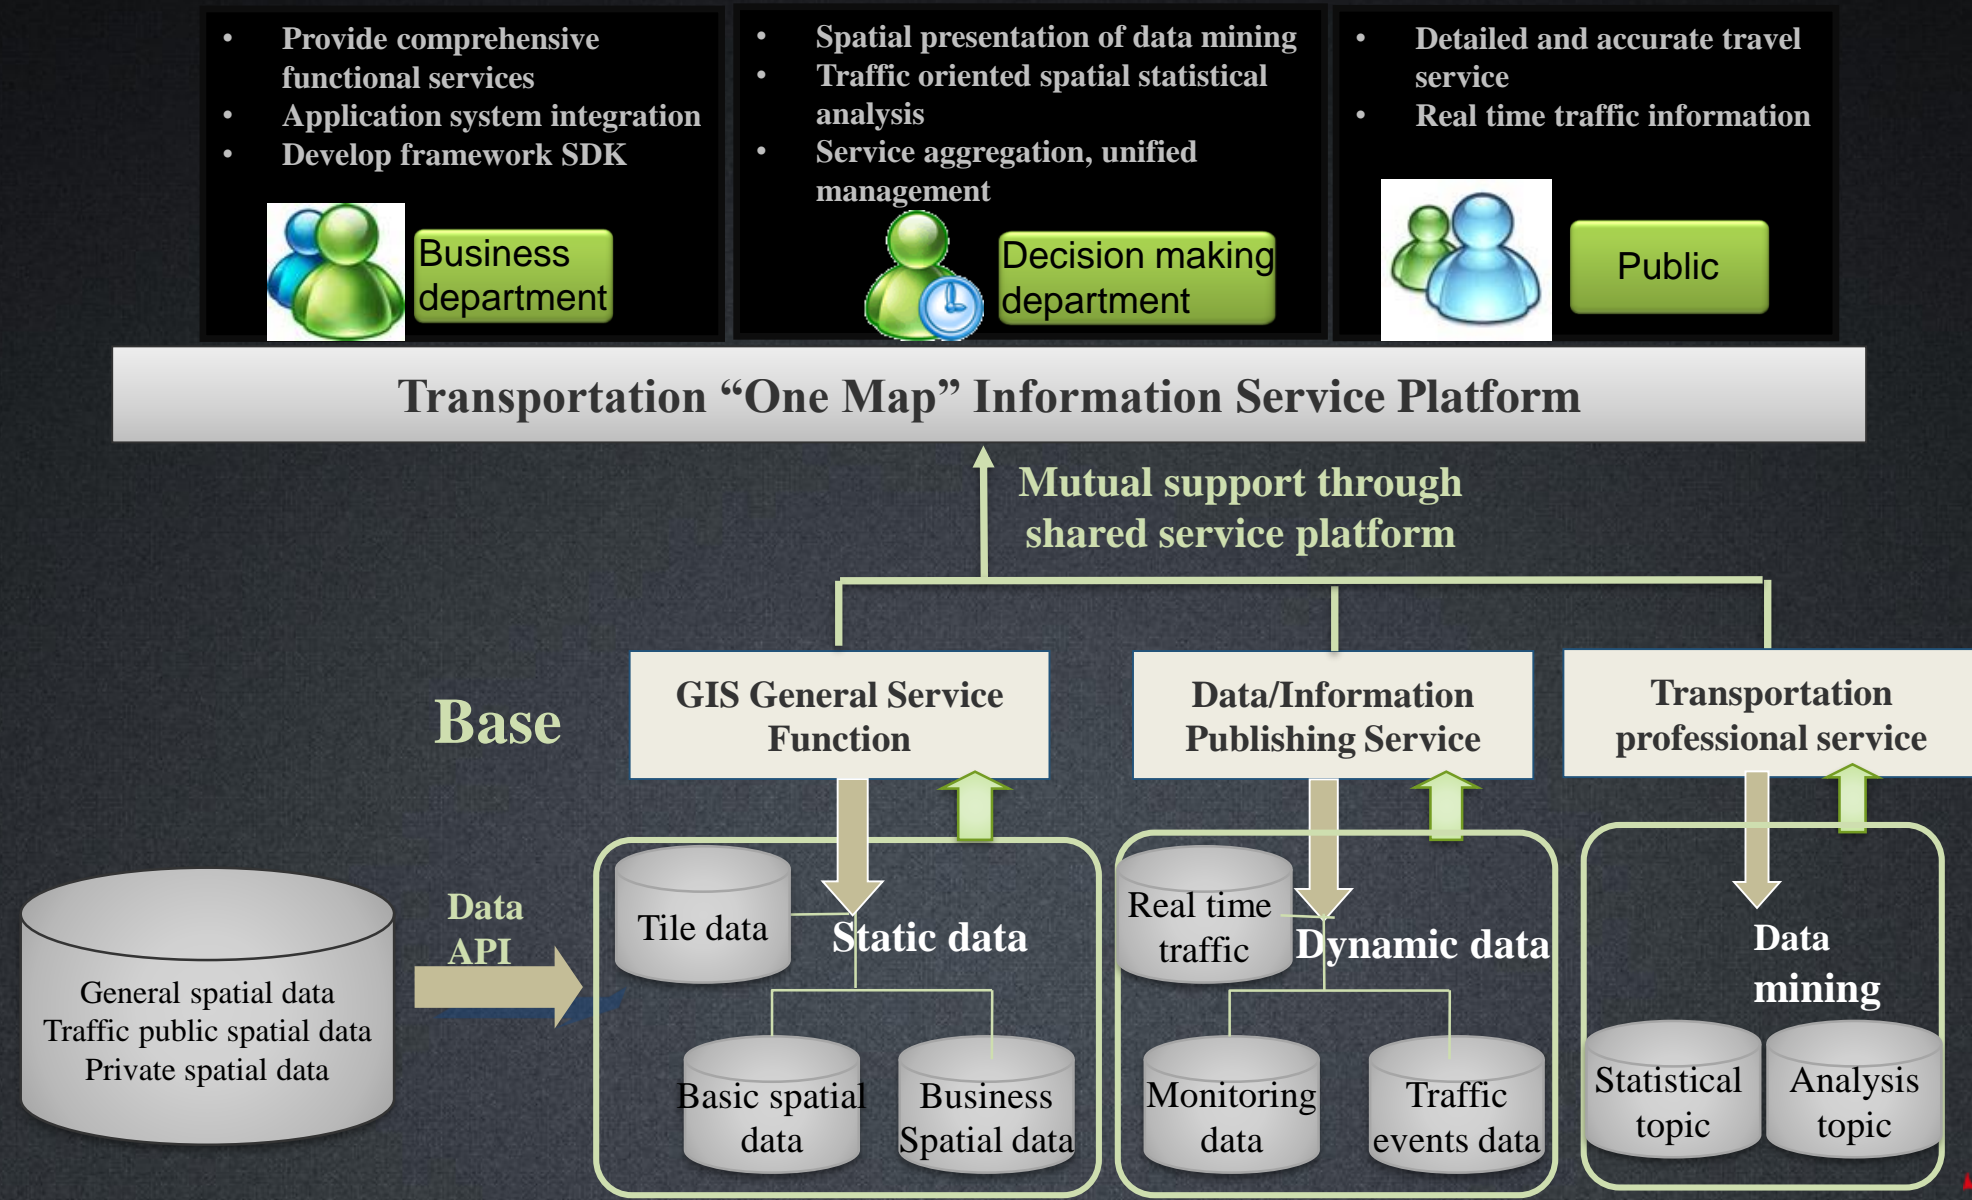 • Provide comprehensive
functional services
• Application system integration
• Develop framework SDK
Business
department
• Spatial presentation of data mining
• Traffic oriented spatial statistical
analysis
• Service aggregation, unified
management
Decision making
department
• Detailed and accurate travel
service
• Real time traffic information
Public
Transportation “One Map” Information Service Platform
Mutual support through
shared service platform
Base
GIS General Service
Function
Data/Information
Publishing Service
Transportation
professional service
General spatial data
Traffic public spatial data
Private spatial data
Data
API
Tile data
Static data
Basic spatial
data
Business
Spatial data
Real time
traffic
Dynamic data
Monitoring
data
Traffic
events data
Data
mining
Statistical
topic
Analysis
topic